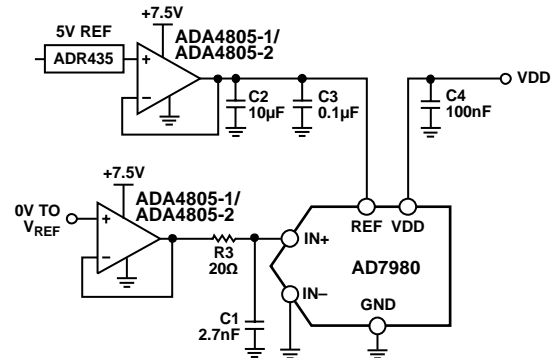 +7.5V
5V REF
ADR435
ADA4805-1/
ADA4805-2
+
−
C2
10µF
C3
0.1µF
C4
100nF
VDD
+7.5V
ADA4805-1/
ADA4805-2
0V TO
VREF
+
−
R3
20Ω
C1
2.7nF
IN+
IN−
REF
VDD
AD7980
GND